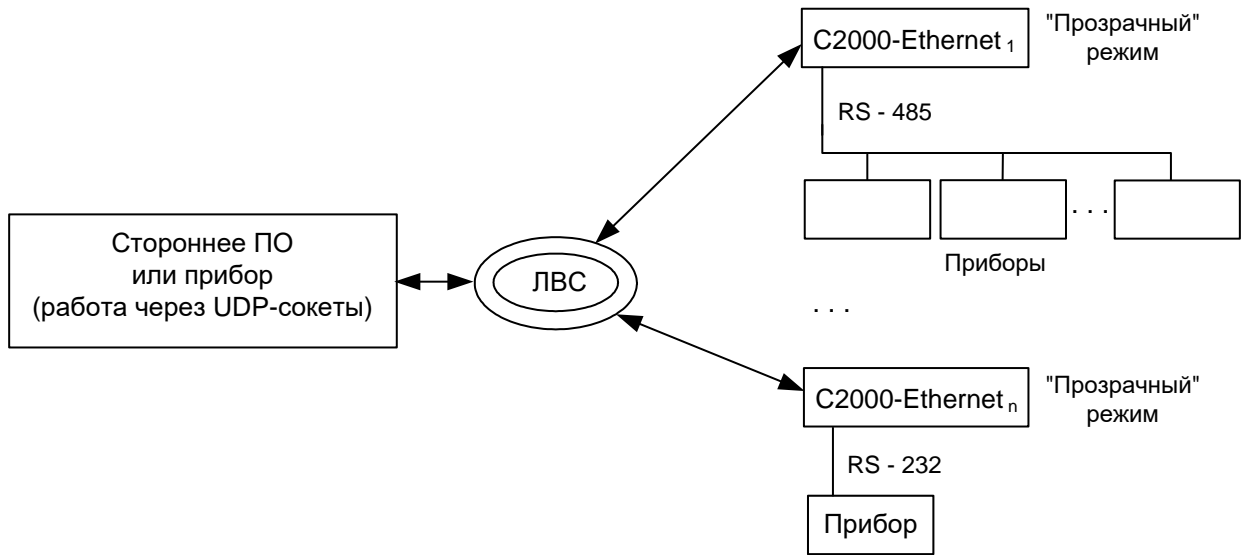 С2000-Ethernet 1
"Прозрачный"
режим
RS - 485
. . .
Приборы
Стороннее ПО
или прибор
(работа через UDP-сокеты)
ЛВС
. . .
С2000-Ethernet n
"Прозрачный"
режим
RS - 232
Прибор